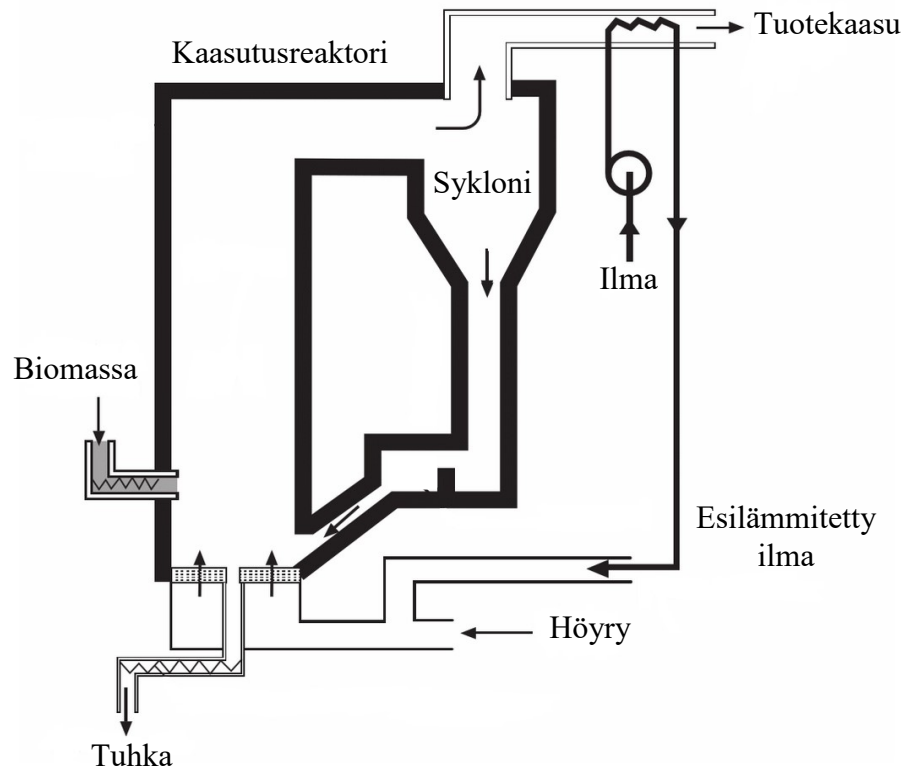 Tuotekaasu
Kaasutusreaktori
Sykloni
Ilma
Biomassa
Esilämmitetty
ilma
Höyry
Tuhka